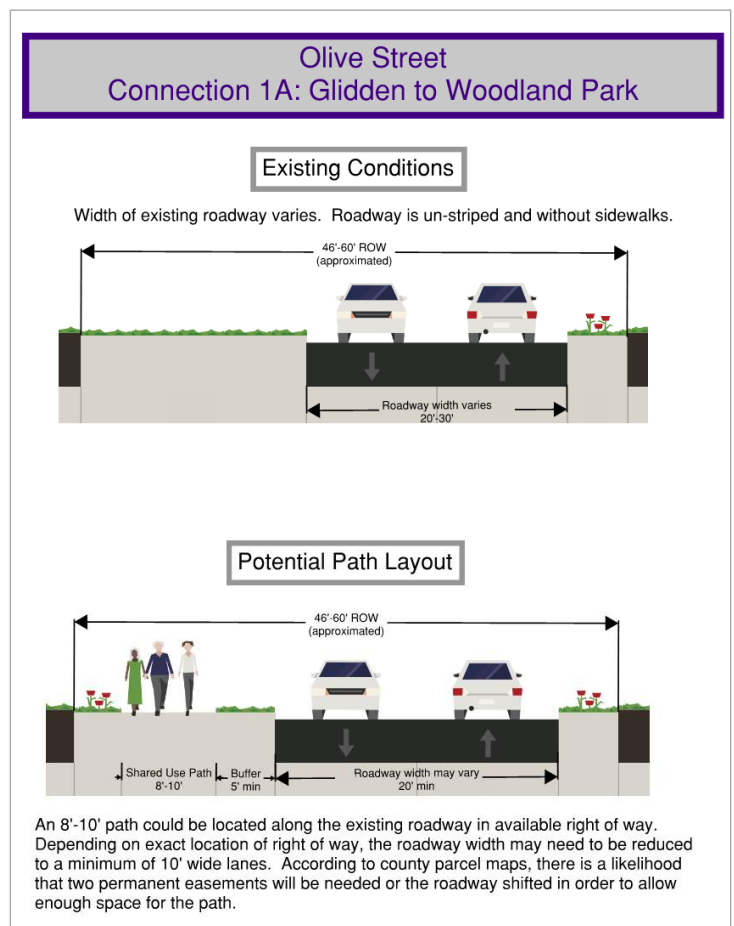 Olive Street
Connection 1A: Glidden to Woodland Park
Existing Conditions
Width of existing roadway varies.  Roadway is un-striped and without sidewalks.
46'-60' ROW
(approximated)
Roadway width varies
20'-30'
Potential Path Layout
46'-60' ROW
(approximated)
Shared Use Path
8'-10'
Buffer
5' min
Roadway width may vary
20' min
An 8'-10' path could be located along the existing roadway in available right of way.
Depending on exact location of right of way, the roadway width may need to be reduced
to a minimum of 10' wide lanes.  According to county parcel maps, there is a likelihood
that two permanent easements will be needed or the roadway shifted in order to allow
enough space for the path.